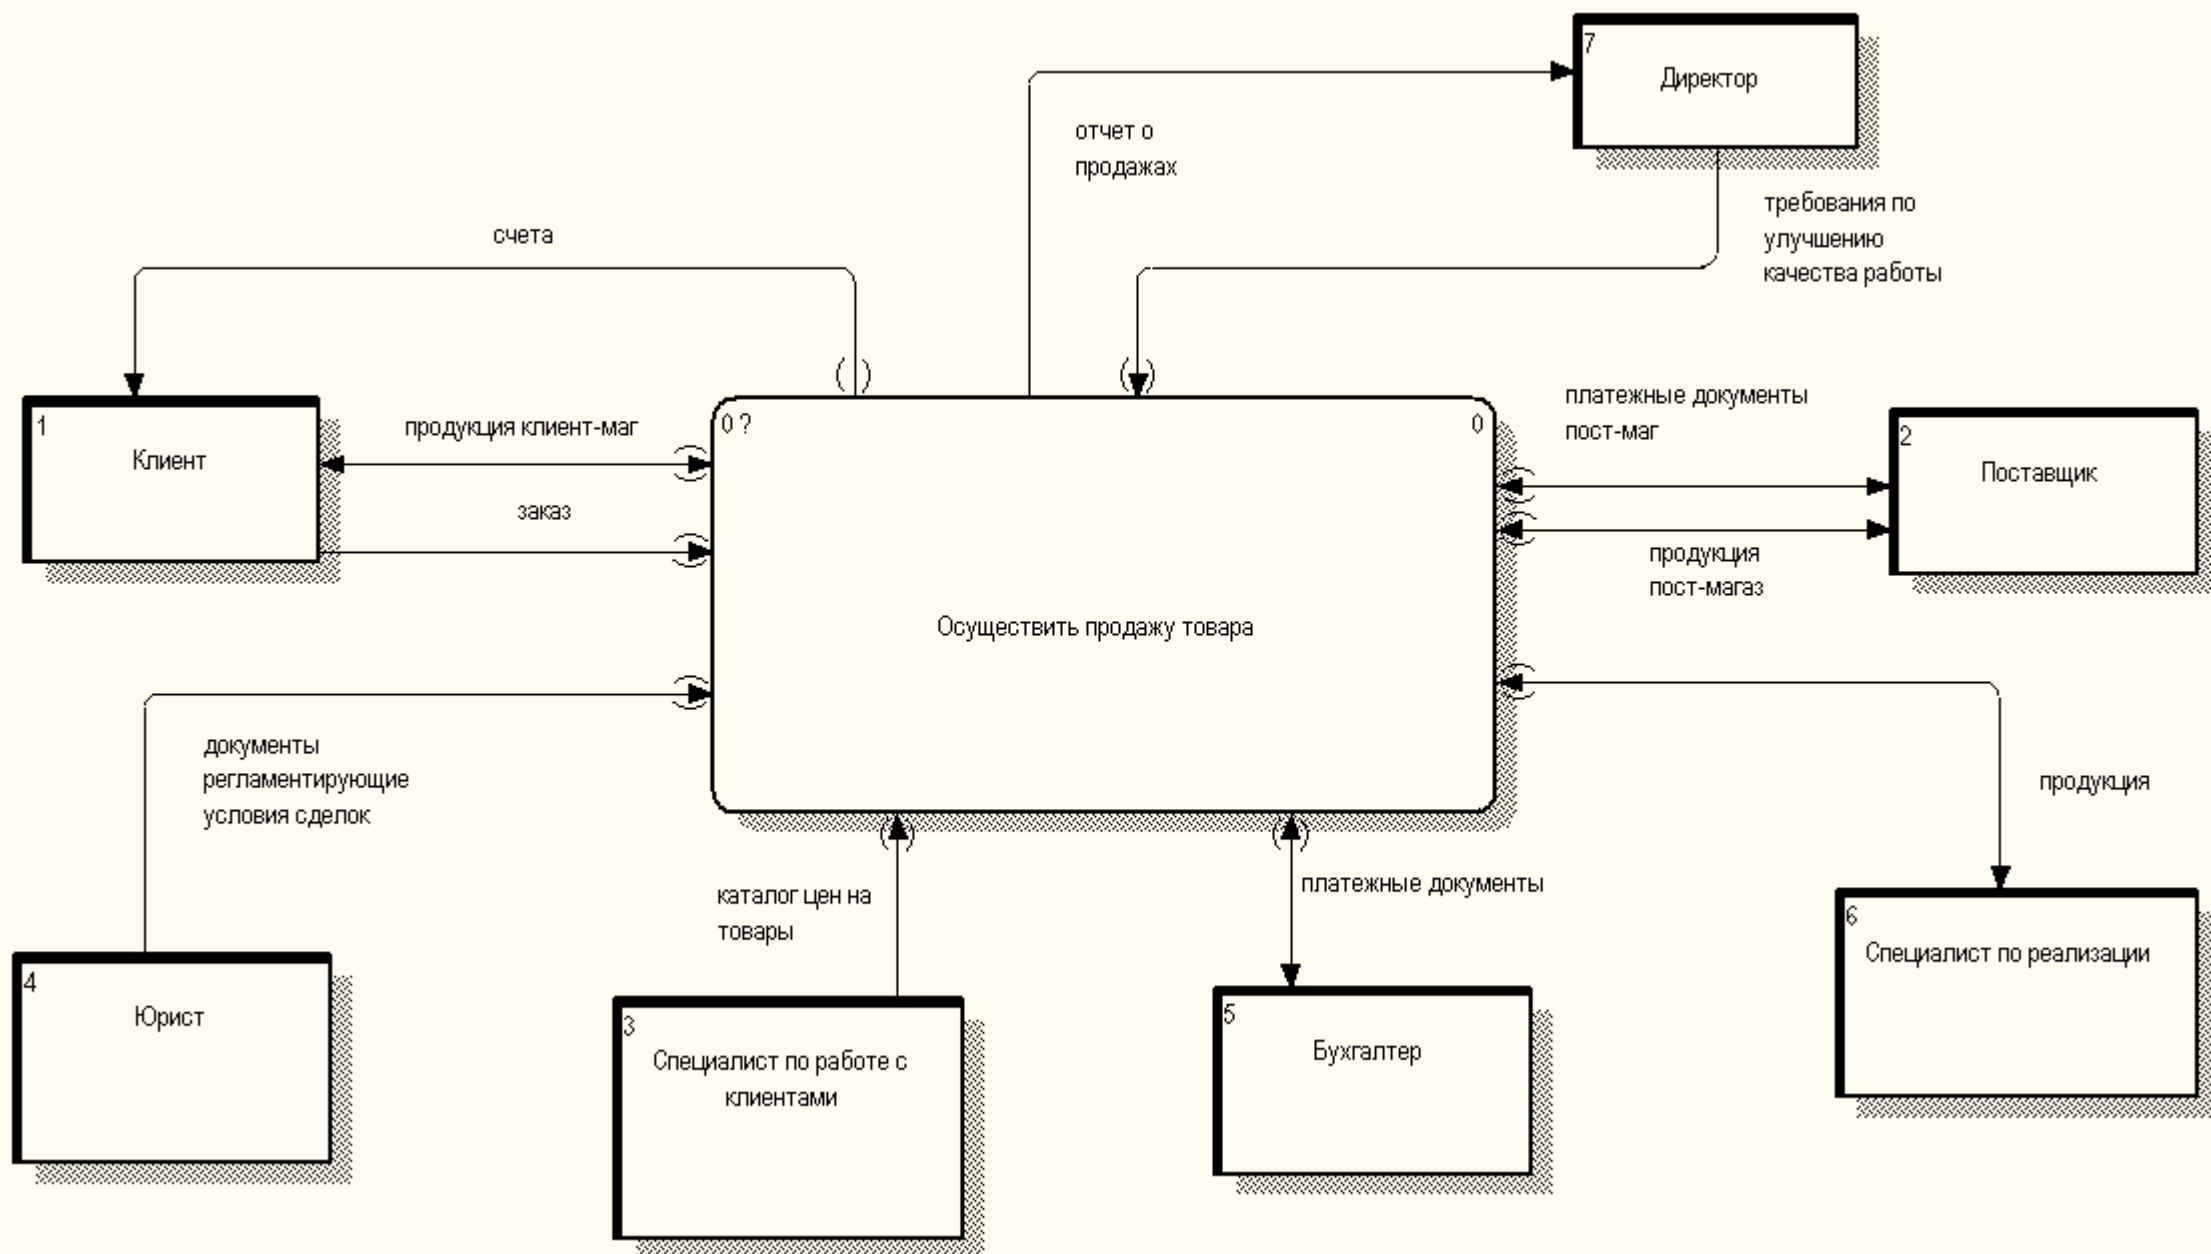 7
Директор
отчет о
продажах
требования по
улучшению
качества работы
счета
1
Клиент
продукция клиент-маг
заказ
0 ?
0
Осуществить продажу товара
платежные документы
пост-маг
2
Поставщик
продукция
пост-магаз
документы
регламентирующие
условия сделок
продукция
каталог цен на
товары
платежные документы
4
Юрист
3
Специалист по работе с
клиентами
5
Бухгалтер
6
Специалист по реализации